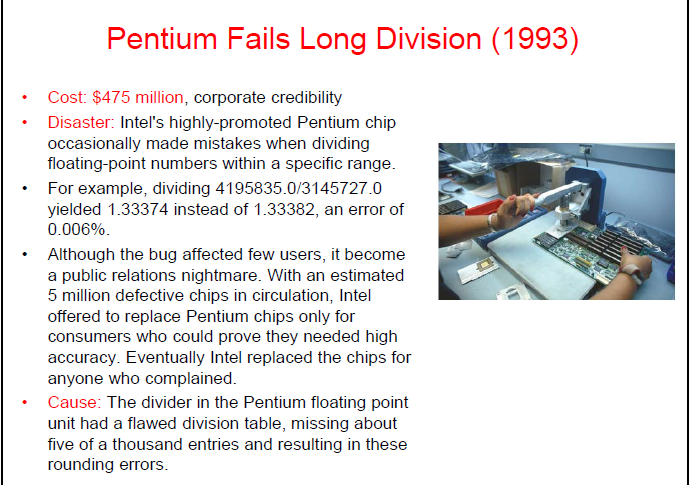 Pentium Fails Long Division (1993)
• Cost: $475 million, corporate credibility
• Disaster: Intel's highly-promoted Pentium chip
occasionally made mistakes when dividing
floating-point numbers within a specific range.
• For example, dividing 4195835.0/3145727.0
yielded 1.33374 instead of 1.33382, an error of
0.006%.
• Although the bug affected few users, it become
a public relations nightmare. With an estimated
5 million defective chips in circulation, Intel
offered to replace Pentium chips only for
consumers who could prove they needed high
accuracy. Eventually Intel replaced the chips for
anyone who complained.
• Cause: The divider in the Pentium floating point
unit had a flawed division table, missing about
five of a thousand entries and resulting in these
rounding errors.